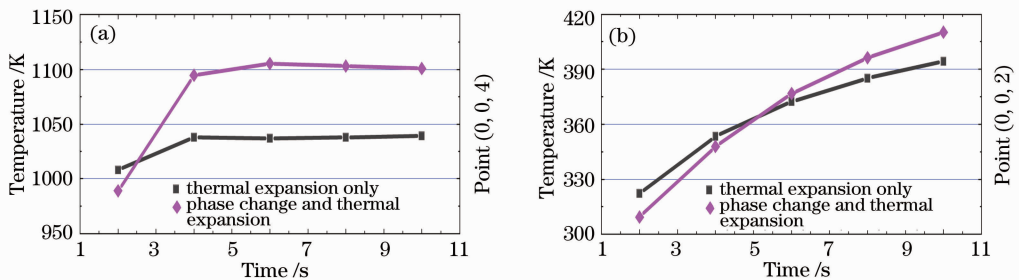 (a)
Temperature /K
1150
1100
1050
1000
950
thermal expansion only
phase change and thermal
expansion
1 3 5 7 9 11
Time /s
Point (0, 0, 4)
(b)
Temperature /K
420
390
360
330
300
thermal expansion only
phase change and thermal
expansion
1 3 5 7 9 11
Time /s
Point (0, 0, 2)